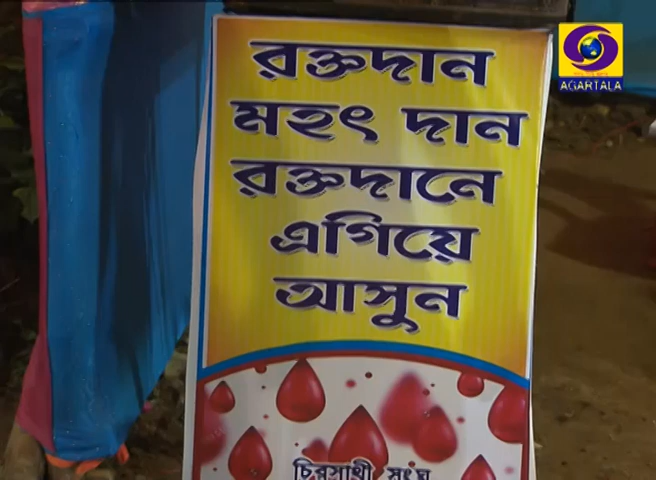 রক্তদান
মহৎ দান
রক্তদানে
এগিয়ে
আসুন
চিরসাথী সংঘ
AGARTALA